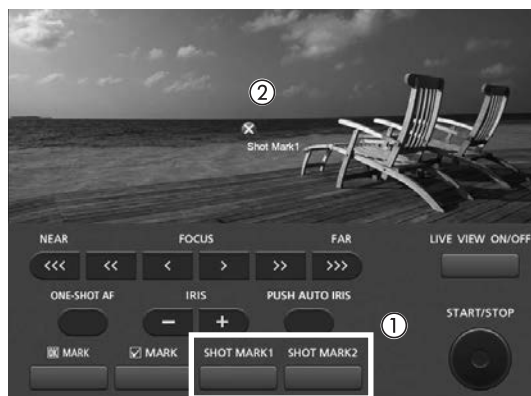 ②
Shot Mark1
NEAR FOCUS FAR LIVE VIEW ON/OFF
<<< << < > >> >>>
ONE-SHOT AF IRIS PUSH AUTO IRIS
− +
① START/STOP
OK MARK ☑ MARK SHOT MARK1 SHOT MARK2